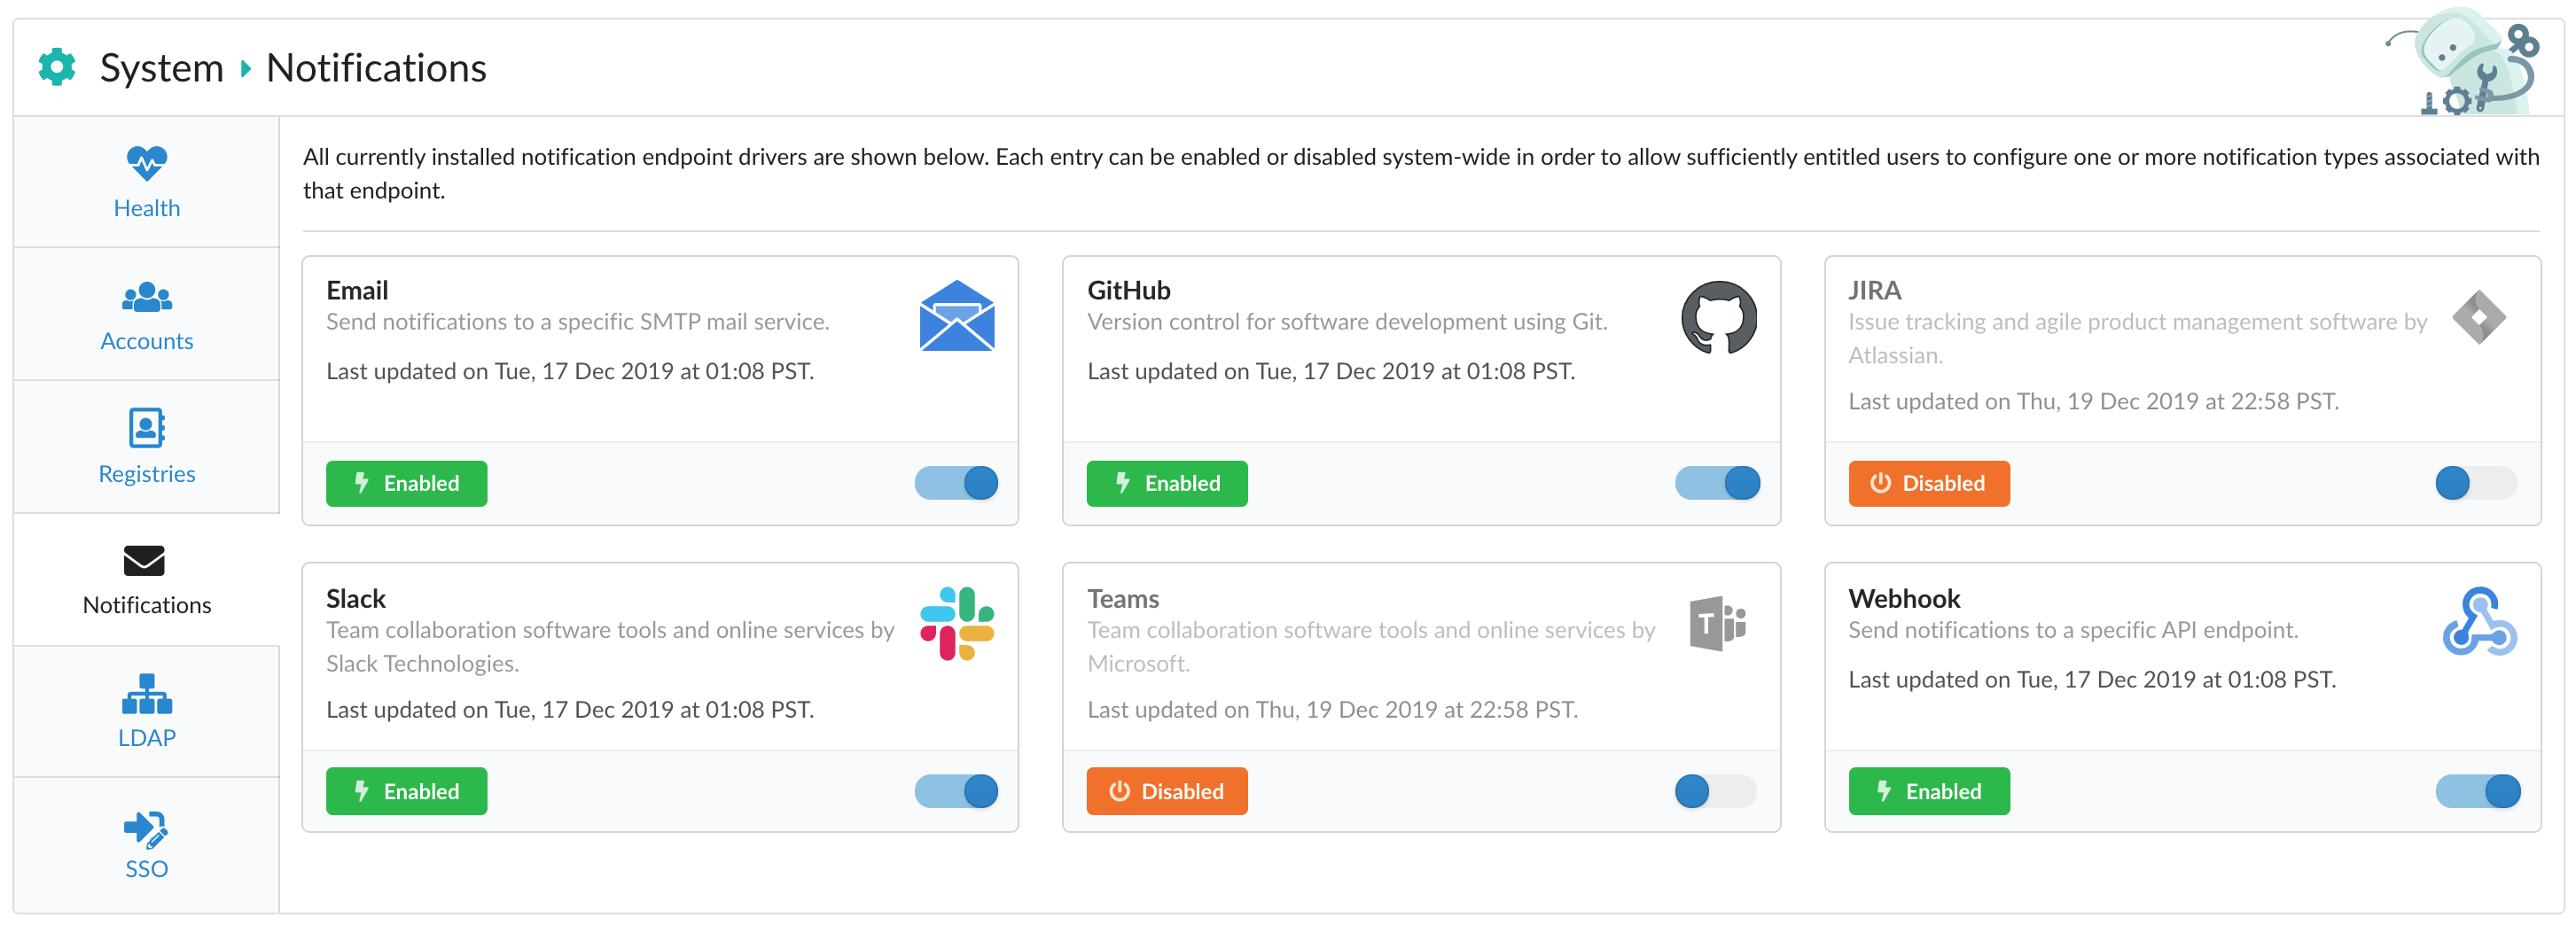 System Notifications
Health
Accounts
Registries
Notifications
LDAP
SSO
All currently installed notification endpoint drivers are shown below. Each entry can be enabled or disabled system-wide in order to allow sufficiently entitled users to configure one or more notification types associated with
that endpoint.
Email
Send notifications to a specific SMTP mail service.
Last updated on Tue, 17 Dec 2019 at 01:08 PST.
Enabled
GitHub
Version control for software development using Git.
Last updated on Tue, 17 Dec 2019 at 01:08 PST.
Enabled
JIRA
Issue tracking and agile product management software by
Atlassian.
Last updated on Thu, 19 Dec 2019 at 22:58 PST.
Disabled
Slack
Team collaboration software tools and online services by
Slack Technologies.
Last updated on Tue, 17 Dec 2019 at 01:08 PST.
Enabled
Teams
Team collaboration software tools and online services by
Microsoft.
T
Last updated on Thu, 19 Dec 2019 at 22:58 PST.
Disabled
Webhook
Send notifications to a specific API endpoint.
Last updated on Tue, 17 Dec 2019 at 01:08 PST.
Enabled